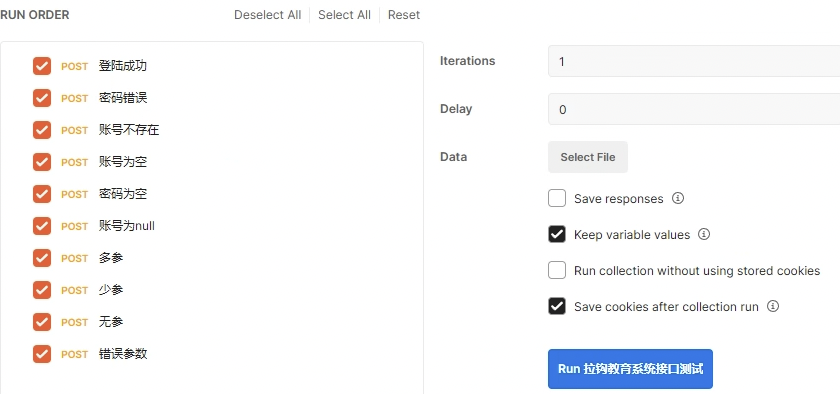 RUN ORDER
Deselect All
Select All
Reset
POST 登陆成功
POST 密码错误
POST 账号不存在
POST 账号为空
POST 密码为空
POST 账号为null
POST 多参
POST 少参
POST 无参
POST 错误参数
Iterations 1
Delay 0
Data Select File
Save responses
Keep variable values
Run collection without using stored cookies
Save cookies after collection run
Run 拉钩教育系统接口测试